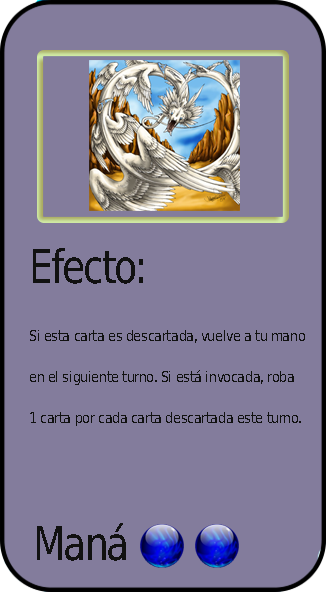 Efecto:
Si esta carta es descartada, vuelve a tu mano
en el siguiente turno. Si está invocada, roba
1 carta por cada carta descartada este turno.
Maná